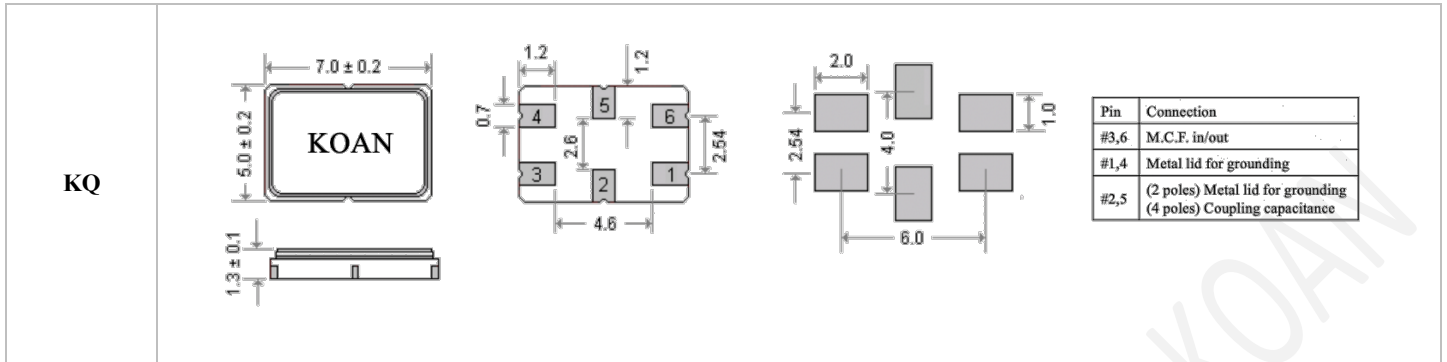 KQ
7.0 ± 0.2
5.0 ± 0.2
KOAN
1.3 ± 0.1
1.2
1.2
0.7
4
5
6
2.6
2.54
3
2
1
4.6
2.0
1.0
2.54
4.0
6.0
Pin Connection
#3,6 M.C.F. in/out
#1,4 Metal lid for grounding
#2,5 (2 poles) Metal lid for grounding
(4 poles) Coupling capacitance
KOAN